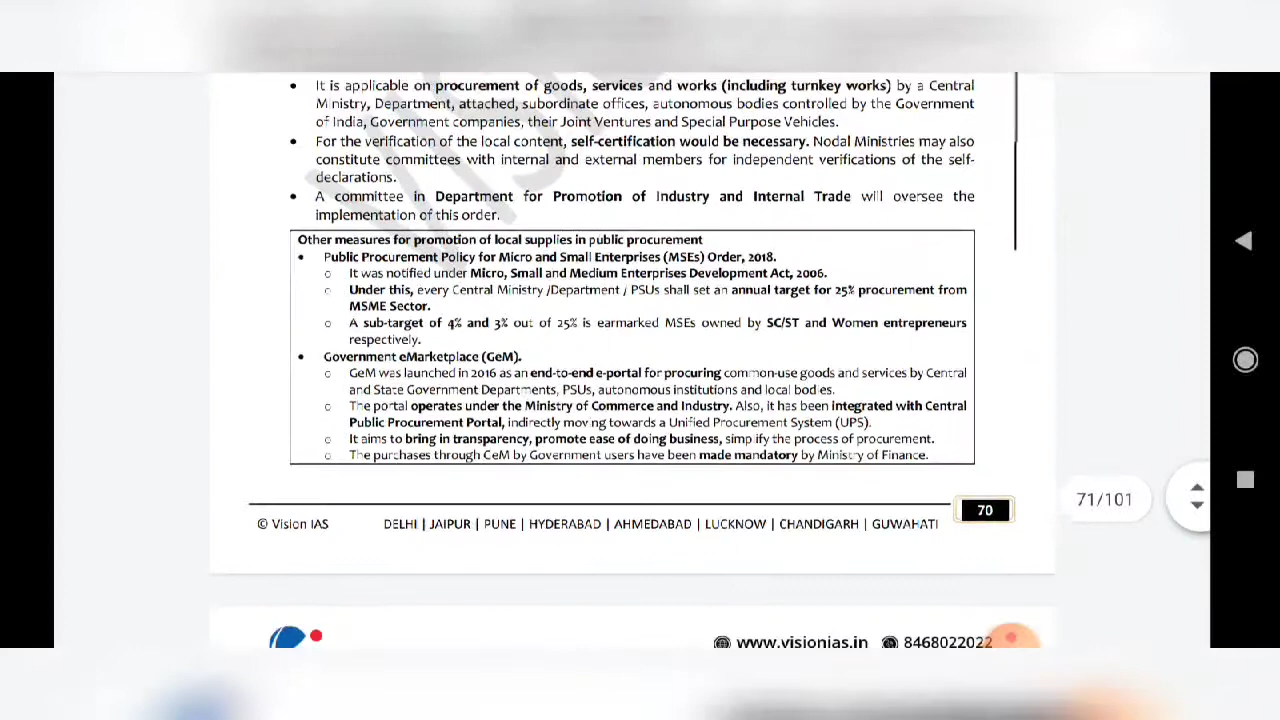 • It is applicable on procurement of goods, services and works (including turnkey works) by a Central
Ministry, Department, attached, subordinate offices, autonomous bodies controlled by the Government
of India, Government companies, their Joint Ventures and Special Purpose Vehicles.
• For the verification of the local content, self-certification would be necessary. Nodal Ministries may also
constitute committees with internal and external members for independent verifications of the self-
declarations.
• A committee in Department for Promotion of Industry and Internal Trade will oversee the
implementation of this order.
Other measures for promotion of local supplies in public procurement
• Public Procurement Policy for Micro and Small Enterprises (MSEs) Order, 2018.
o It was notified under Micro, Small and Medium Enterprises Development Act, 2006.
o Under this, every Central Ministry /Department / PSUs shall set an annual target for 25% procurement from
MSME Sector.
o A sub-target of 4% and 3% out of 25% is earmarked MSEs owned by SC/ST and Women entrepreneurs
respectively.
• Government eMarketplace (GeM).
o GeM was launched in 2016 as an end-to-end e-portal for procuring common-use goods and services by Central
and State Government Departments, PSUs, autonomous institutions and local bodies.
o The portal operates under the Ministry of Commerce and Industry. Also, it has been integrated with Central
Public Procurement Portal, indirectly moving towards a Unified Procurement System (UPS).
o It aims to bring in transparency, promote ease of doing business, simplify the process of procurement.
o The purchases through GeM by Government users have been made mandatory by Ministry of Finance.
71/101
70
© Vision IAS DELHI | JAIPUR | PUNE | HYDERABAD | AHMEDABAD | LUCKNOW | CHANDIGARH | GUWAHATI
www.visionias.in 8468022022